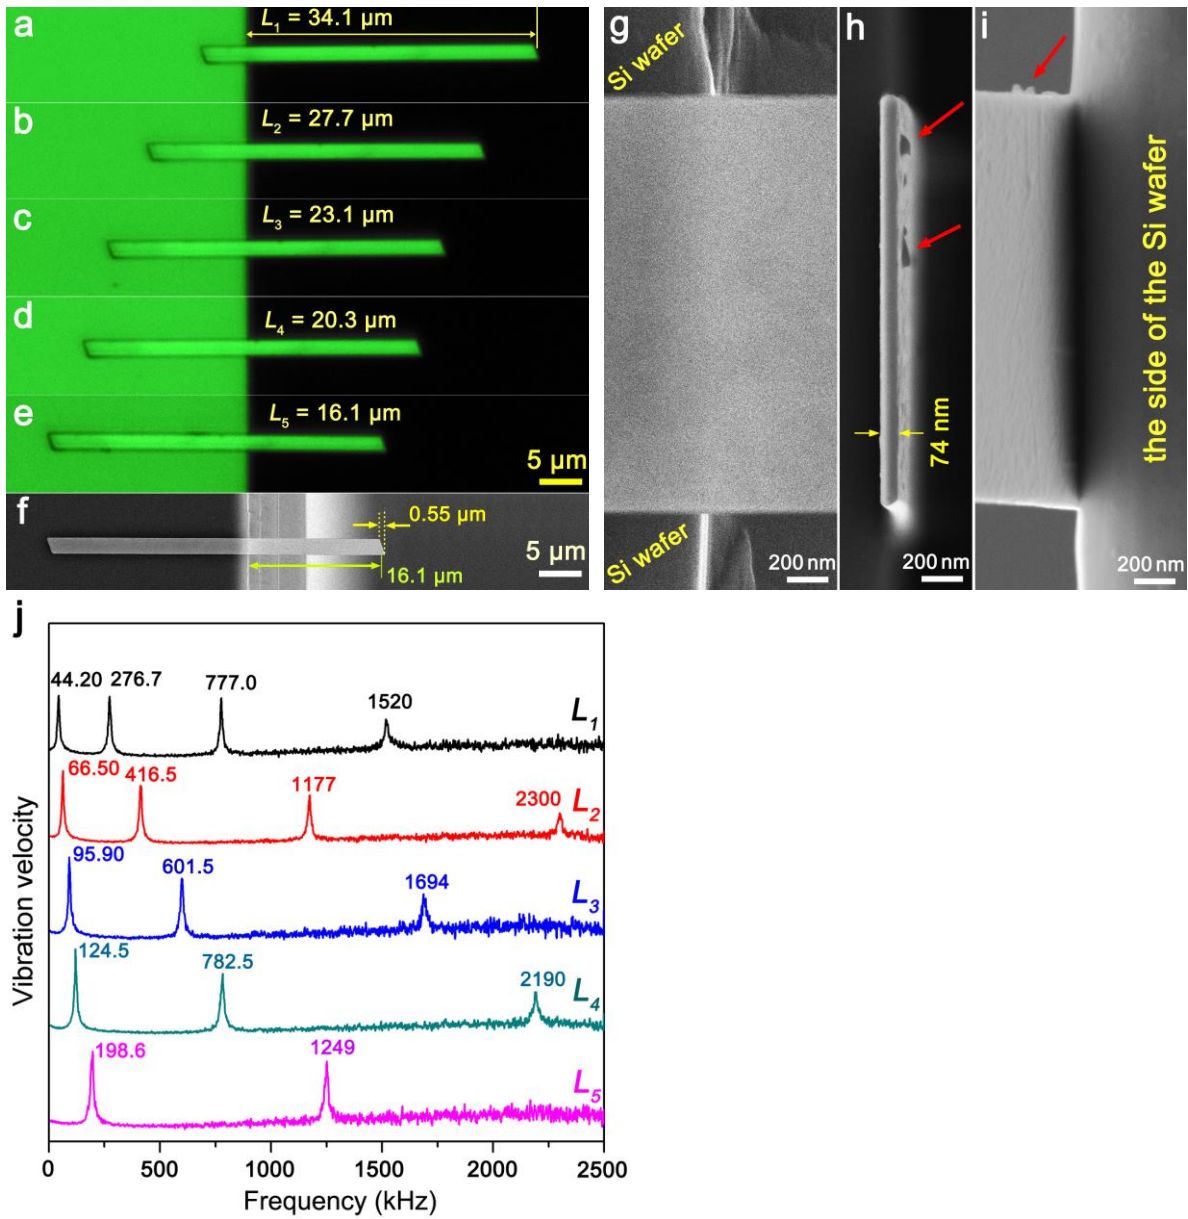 a
L1 = 34.1 µm
b
L2 = 27.7 µm
c
L3 = 23.1 µm
d
L4 = 20.3 µm
e
L5 = 16.1 µm
5 µm
f
0.55 µm
5 µm
16.1 µm
g
Si wafer
Si wafer
200 nm
h
74 nm
200 nm
i
the side of the Si wafer
200 nm
j
44.20 276.7 777.0 1520
L1
66.50 416.5 1177 2300
L2
95.90 601.5 1694
L3
124.5 782.5 2190
L4
198.6 1249
L5
Vibration velocity
0 500 1000 1500 2000 2500
Frequency (kHz)